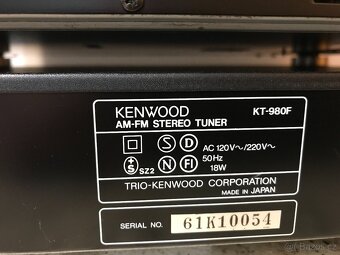 KENWOOD KT-980F
AM-FM STEREO TUNER
S D AC 120V~/220V~
50Hz
S SZ2 N FI 18W
TRIO-KENWOOD CORPORATION
MADE IN JAPAN
SERIAL NO. 61K10054